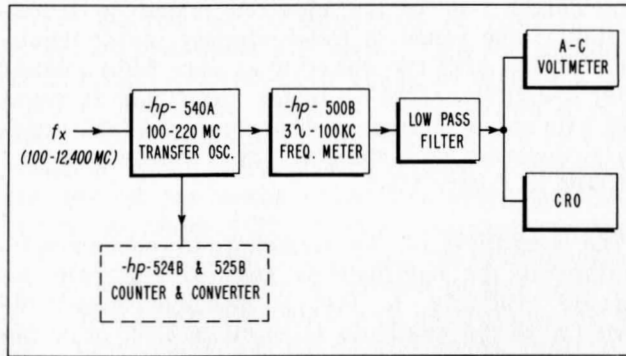 fx
(100-12,400 MC)
-hp- 540A
100-220 MC
TRANSFER OSC.
-hp- 500B
3∿-100KC
FREQ. METER
LOW PASS
FILTER
A-C
VOLTMETER
CRO
-hp-524B & 525B
COUNTER & CONVERTER